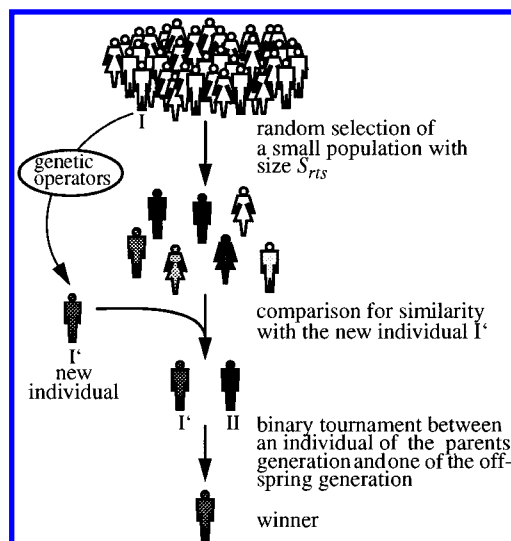 I
random selection of
a small population with
size Srts
genetic
operators
comparison for similarity
with the new individual I‘
I‘
new
individual
I‘ II
binary tournament between
an individual of the parents
generation and one of the off-
spring generation
winner